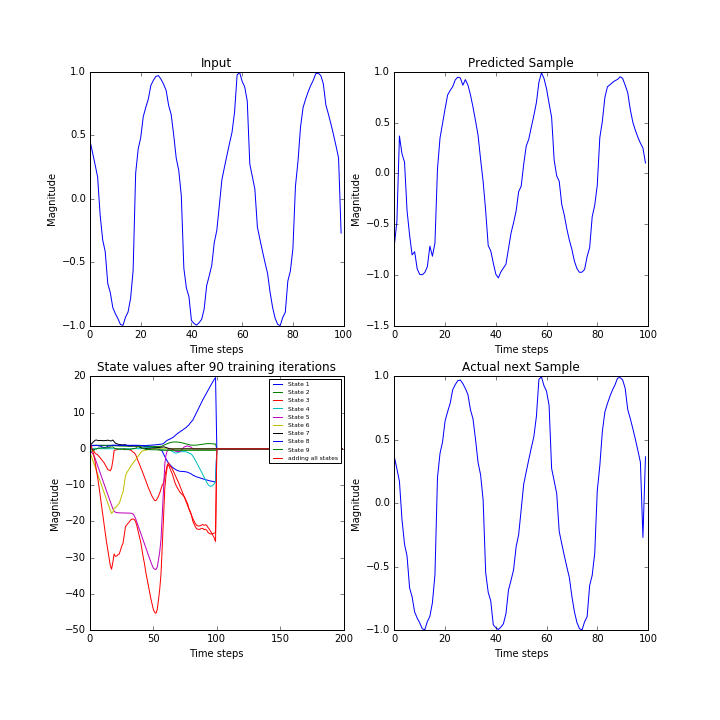 Input
1.0
0.5
0.0
−0.5
−1.0
Magnitude
0 20 40 60 80 100
Time steps
Predicted Sample
1.0
0.5
0.0
−0.5
−1.0
−1.5
Magnitude
0 20 40 60 80 100
Time steps
State values after 90 training iterations
20
10
0
−10
−20
−30
−40
−50
Magnitude
State 1
State 2
State 3
State 4
State 5
State 6
State 7
State 8
State 9
adding all states
0 50 100 150 200
Time steps
Actual next Sample
1.0
0.5
0.0
−0.5
−1.0
Magnitude
0 20 40 60 80 100
Time steps